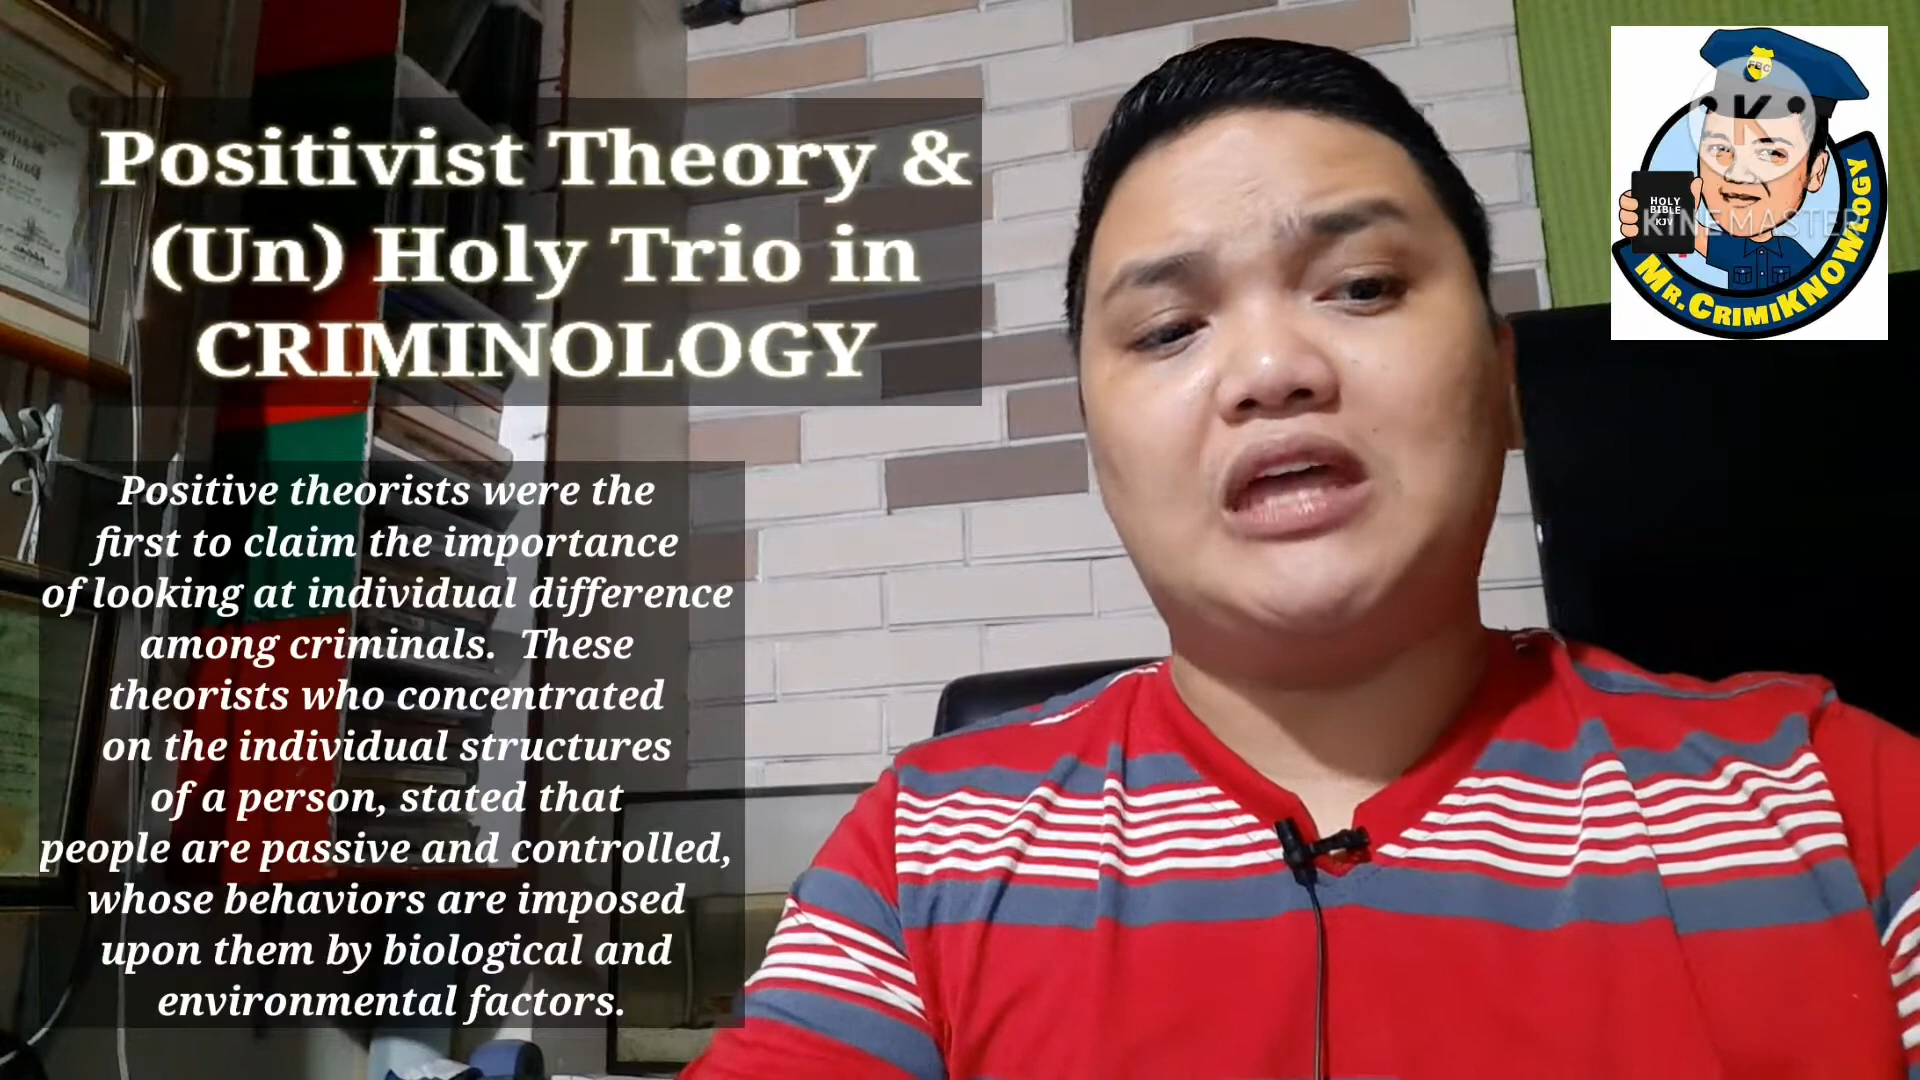 Positivist Theory &
(Un) Holy Trio in
CRIMINOLOGY
Positive theorists were the
first to claim the importance
of looking at individual difference
among criminals.  These
theorists who concentrated
on the individual structures
of a person, stated that
people are passive and controlled,
whose behaviors are imposed
upon them by biological and
environmental factors.
FBC
K
HOLY
BIBLE
KJV
KINEMASTER
MR.CRIMIKNOWLOGY